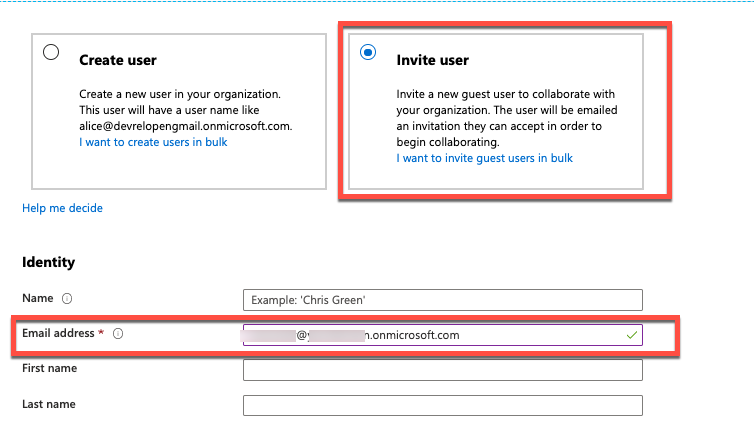 Create user
Create a new user in your organization.
This user will have a user name like
alice@devrelopengmail.onmicrosoft.com.
I want to create users in bulk
Invite user
Invite a new guest user to collaborate with
your organization. The user will be emailed
an invitation they can accept in order to
begin collaborating.
I want to invite guest users in bulk
Help me decide
Identity
Name
Example: 'Chris Green'
Email address *
.onmicrosoft.com
First name
Last name